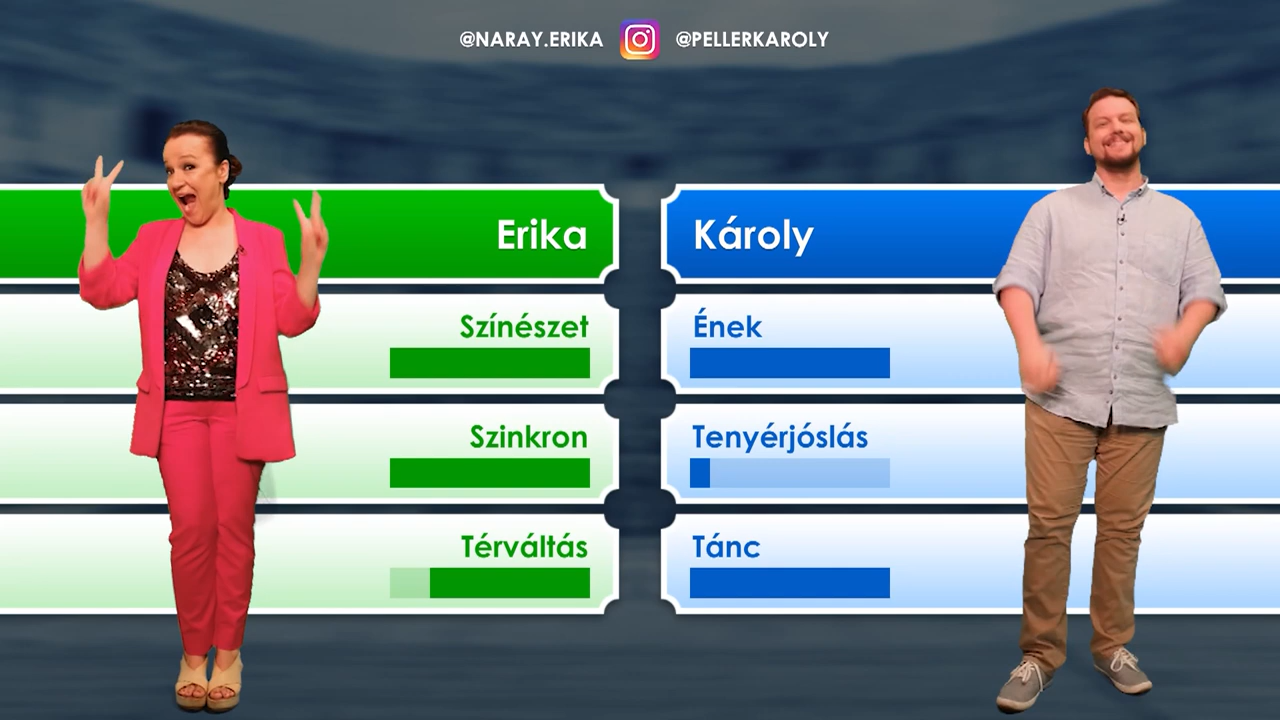 @NARAY.ERIKA @PELLERKAROLY
Erika
Színészet
Szinkron
Térváltás
Károly
Ének
Tenyérjóslás
Tánc